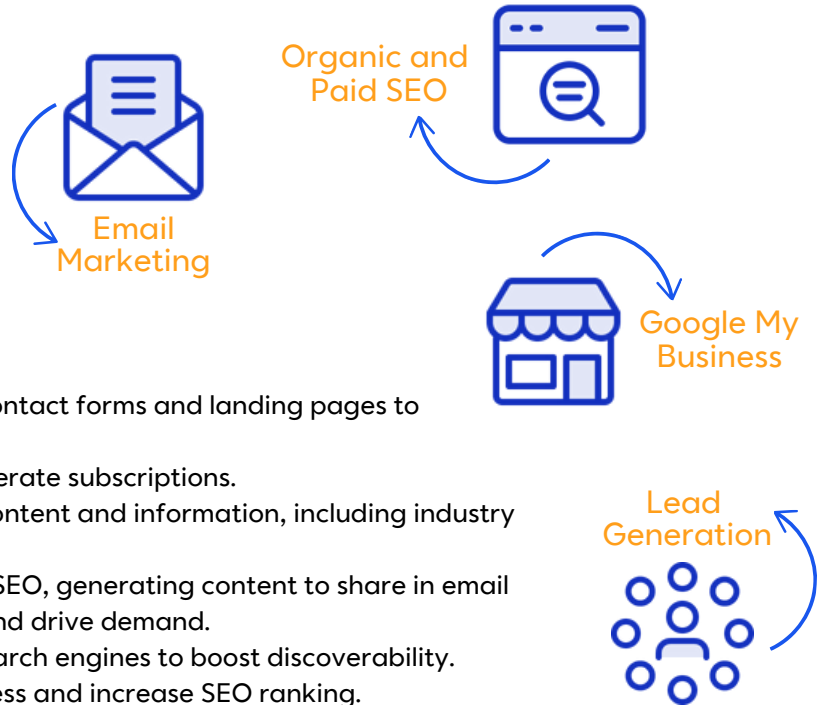 Organic and
Paid SEO
Email
Marketing
Google My
Business
ontact forms and landing pages to
erate subscriptions.
ontent and information, including industry
Lead
Generation
SEO, generating content to share in email
nd drive demand.
arch engines to boost discoverability.
ess and increase SEO ranking.